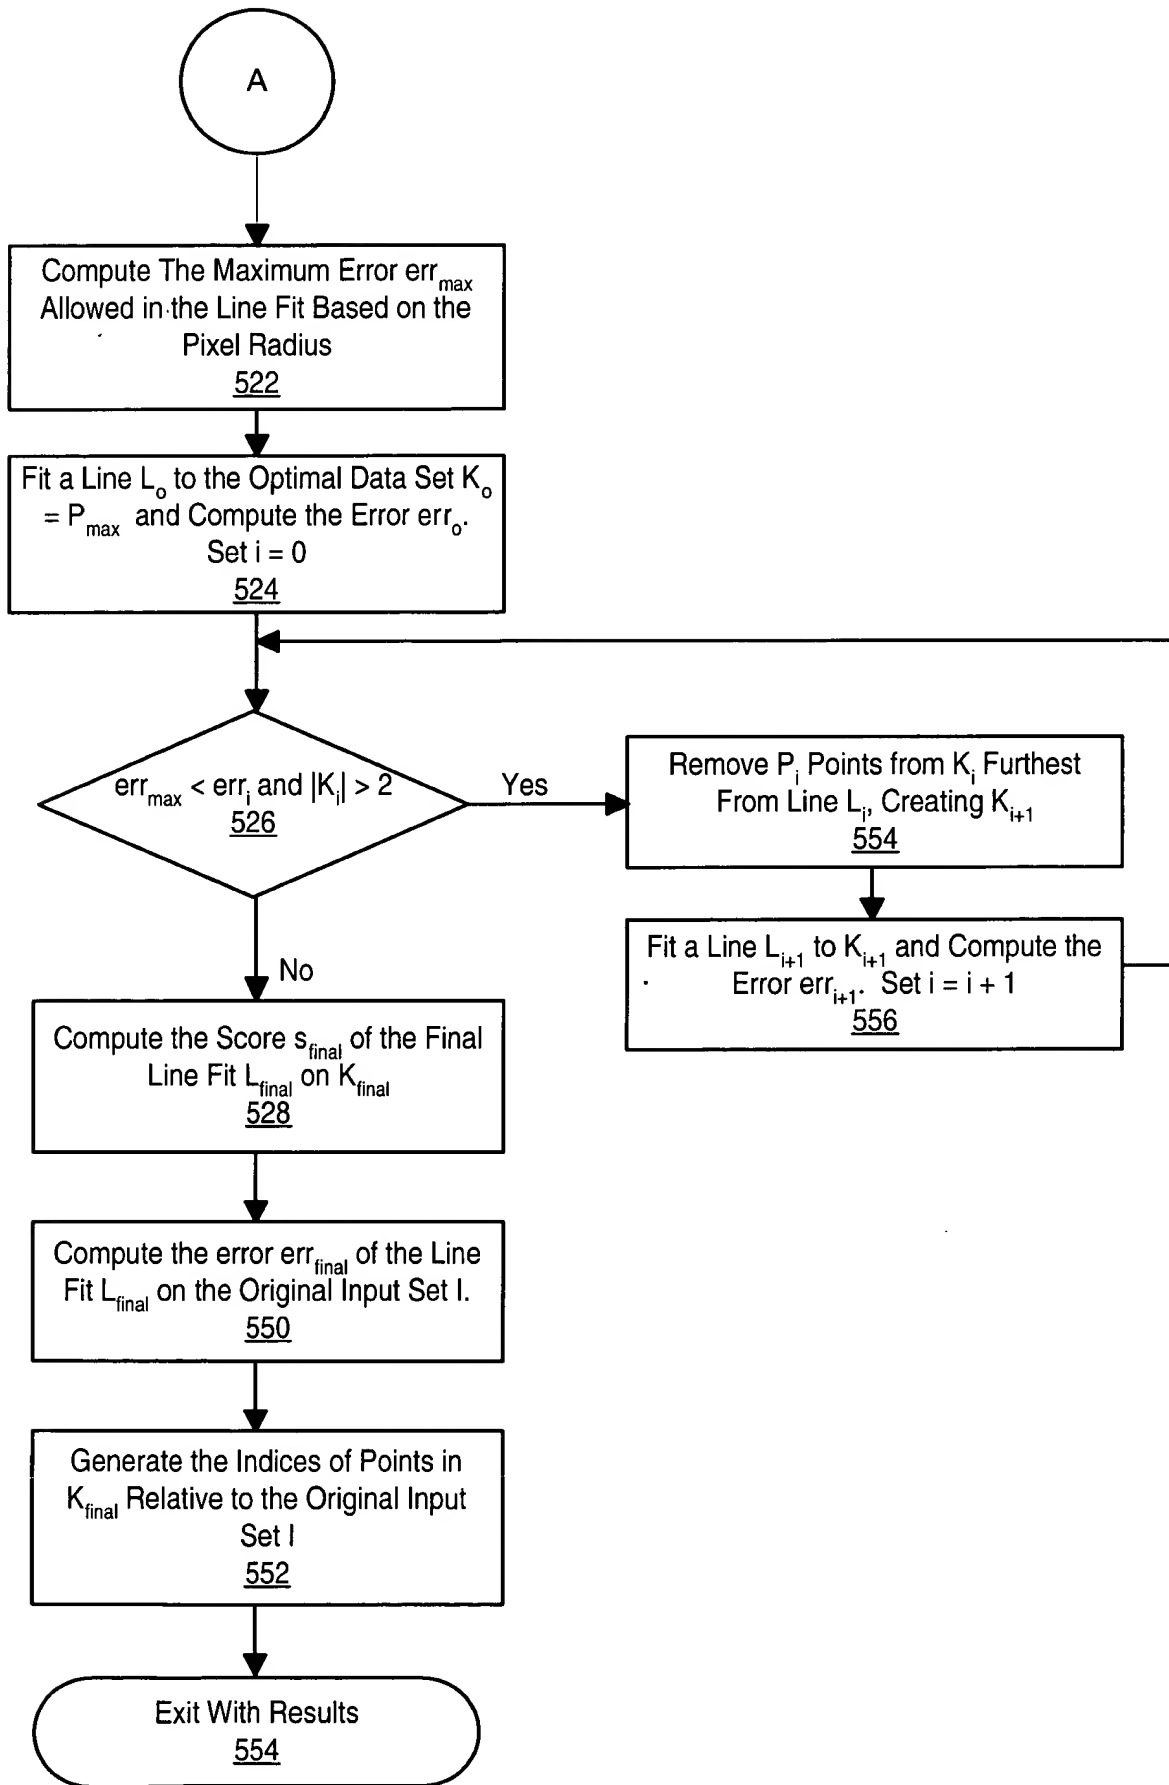 A
Compute The Maximum Error err_max
Allowed in the Line Fit Based on the
Pixel Radius
522
Fit a Line L_o to the Optimal Data Set K_o
= P_max and Compute the Error err_o.
Set i = 0
524
err_max < err_i and |K_i| > 2
526
Yes
Remove P_i Points from K_i Furthest
From Line L_i, Creating K_i+1
554
Fit a Line L_i+1 to K_i+1 and Compute the
Error err_i+1. Set i = i + 1
556
No
Compute the Score s_final of the Final
Line Fit L_final on K_final
528
Compute the error err_final of the Line
Fit L_final on the Original Input Set I.
550
Generate the Indices of Points in
K_final Relative to the Original Input
Set I
552
Exit With Results
554